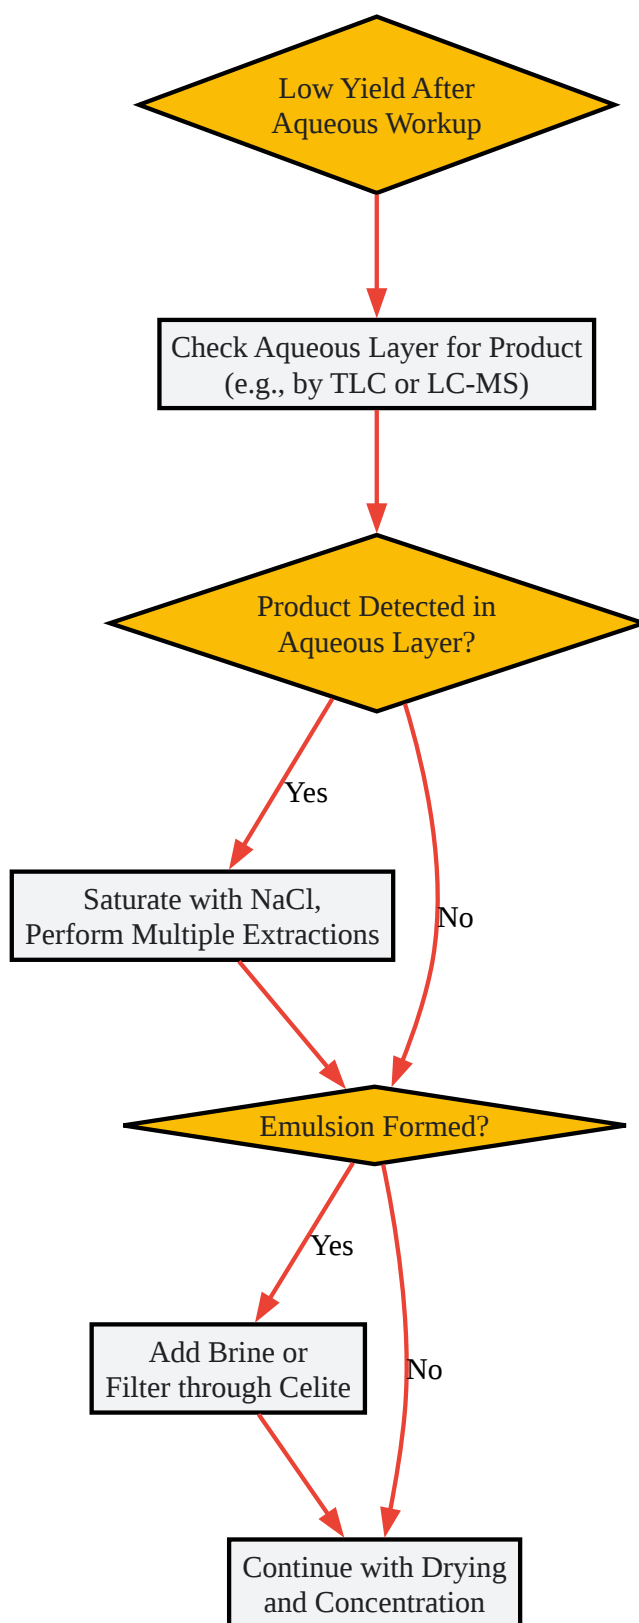 Low Yield After
Aqueous Workup
Check Aqueous Layer for Product
(e.g., by TLC or LC-MS)
Product Detected in
Aqueous Layer?
Yes
Saturate with NaCl,
Perform Multiple Extractions
No
Emulsion Formed?
Yes
Add Brine or
Filter through Celite
No
Continue with Drying
and Concentration